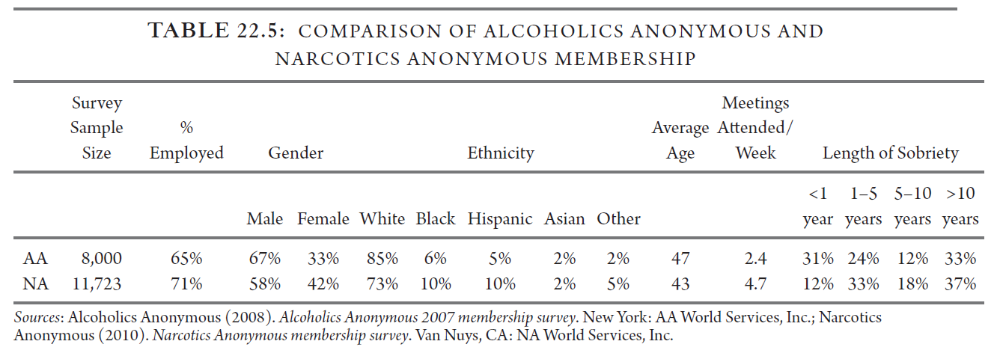 TABLE 22.5: COMPARISON OF ALCOHOLICS ANONYMOUS AND
NARCOTICS ANONYMOUS MEMBERSHIP
Survey Meetings
Sample % Average Attended/
Size Employed Gender Ethnicity Age Week Length of Sobriety
<1 1–5 5–10 >10
Male Female White Black Hispanic Asian Other year years years years
AA 8,000 65% 67% 33% 85% 6% 5% 2% 2% 47 2.4 31% 24% 12% 33%
NA 11,723 71% 58% 42% 73% 10% 10% 2% 5% 43 4.7 12% 33% 18% 37%
Sources: Alcoholics Anonymous (2008). Alcoholics Anonymous 2007 membership survey. New York: AA World Services, Inc.; Narcotics
Anonymous (2010). Narcotics Anonymous membership survey. Van Nuys, CA: NA World Services, Inc.